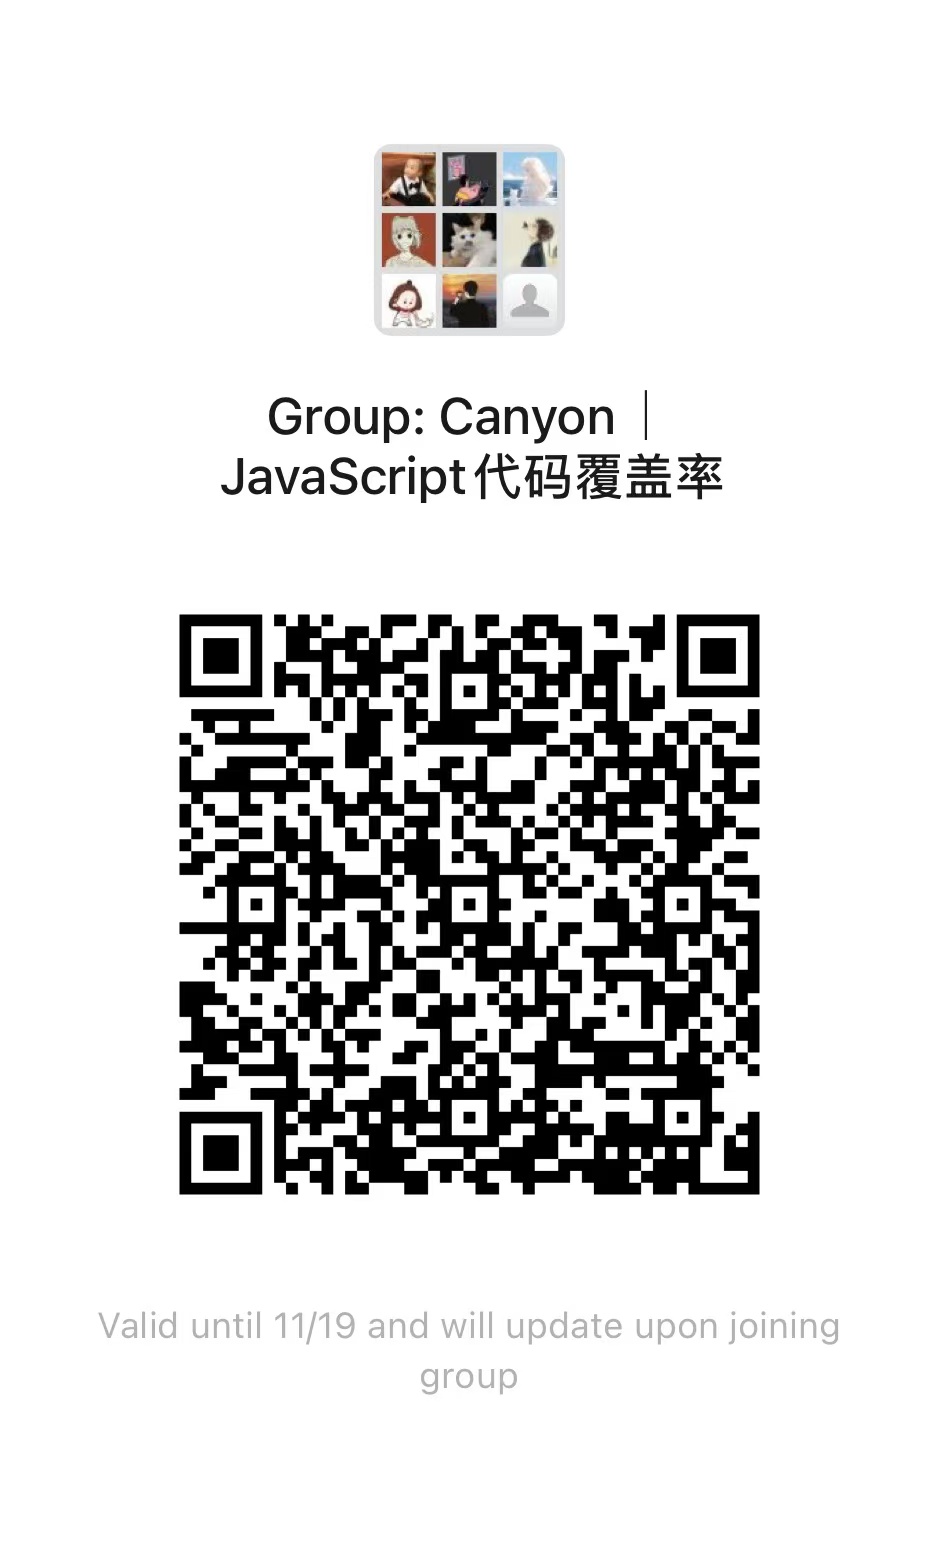 Group: Canyon｜
JavaScript代码覆盖率
Valid until 11/19 and will update upon joining
group